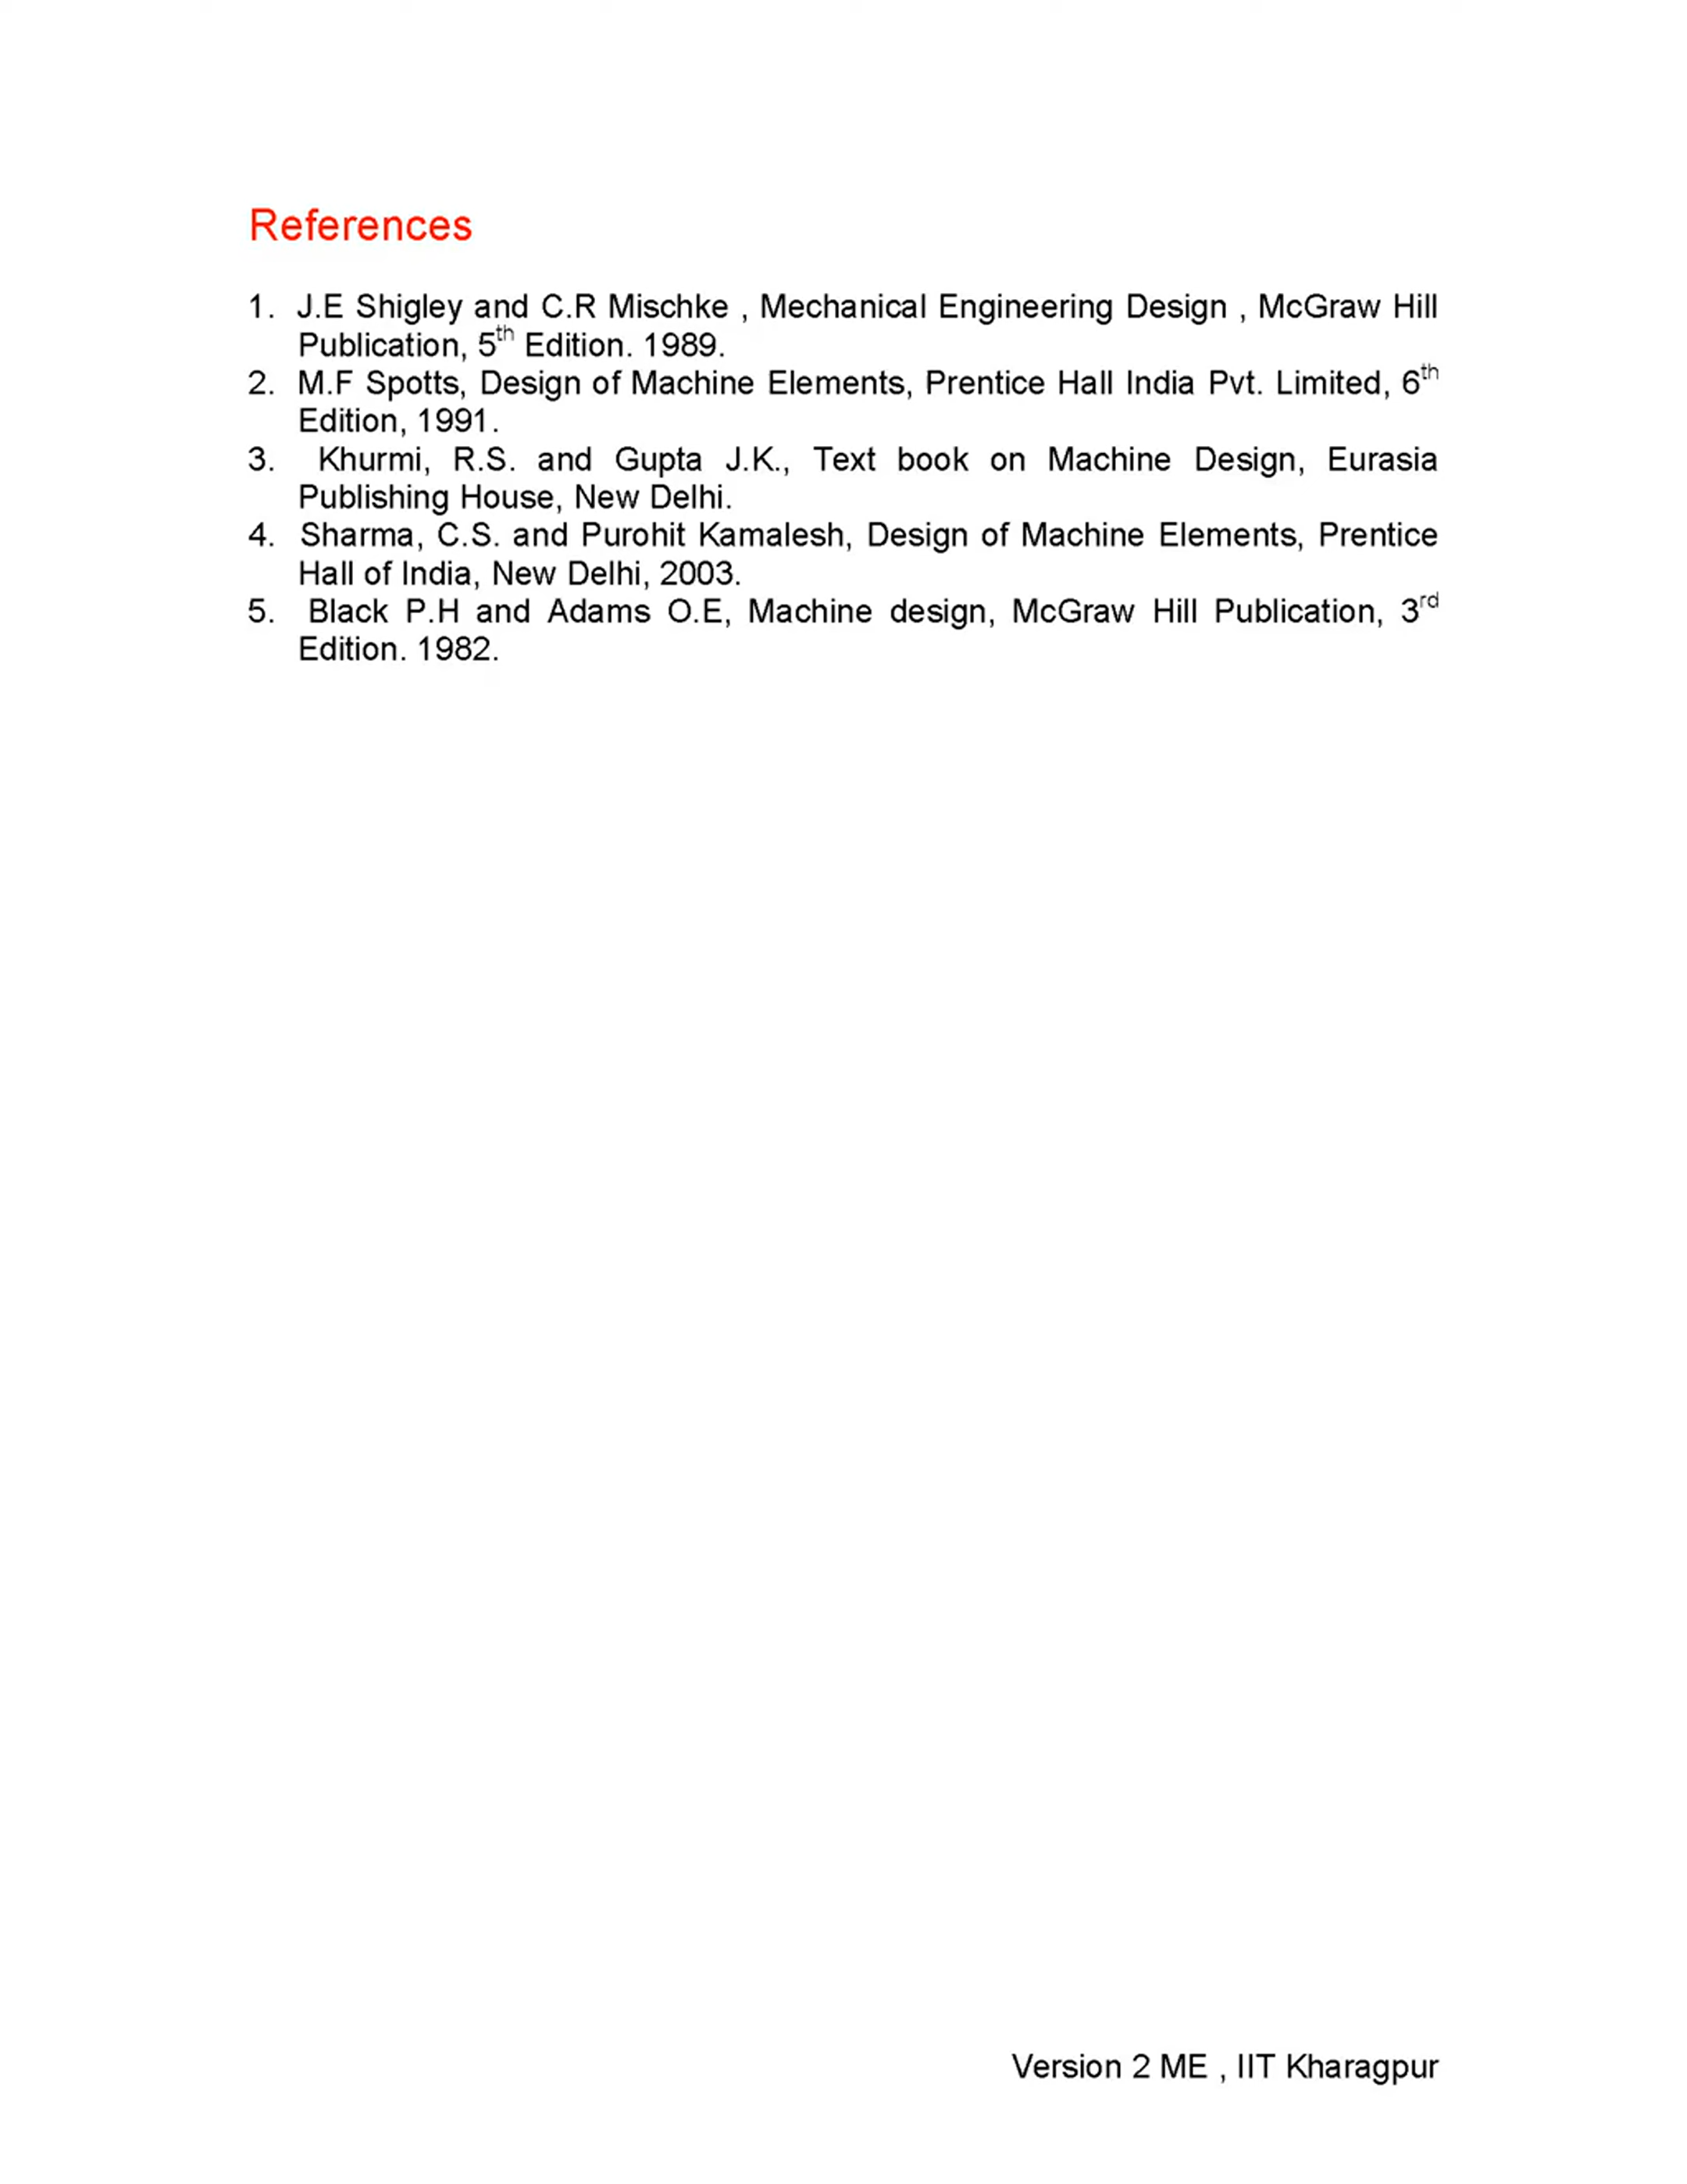 References
1. J.E Shigley and C.R Mischke , Mechanical Engineering Design , McGraw Hill
Publication, 5th Edition. 1989.
2. M.F Spotts, Design of Machine Elements, Prentice Hall India Pvt. Limited, 6th
Edition, 1991.
3. Khurmi, R.S. and Gupta J.K., Text book on Machine Design, Eurasia
Publishing House, New Delhi.
4. Sharma, C.S. and Purohit Kamalesh, Design of Machine Elements, Prentice
Hall of India, New Delhi, 2003.
5. Black P.H and Adams O.E, Machine design, McGraw Hill Publication, 3rd
Edition. 1982.
Version 2 ME , IIT Kharagpur